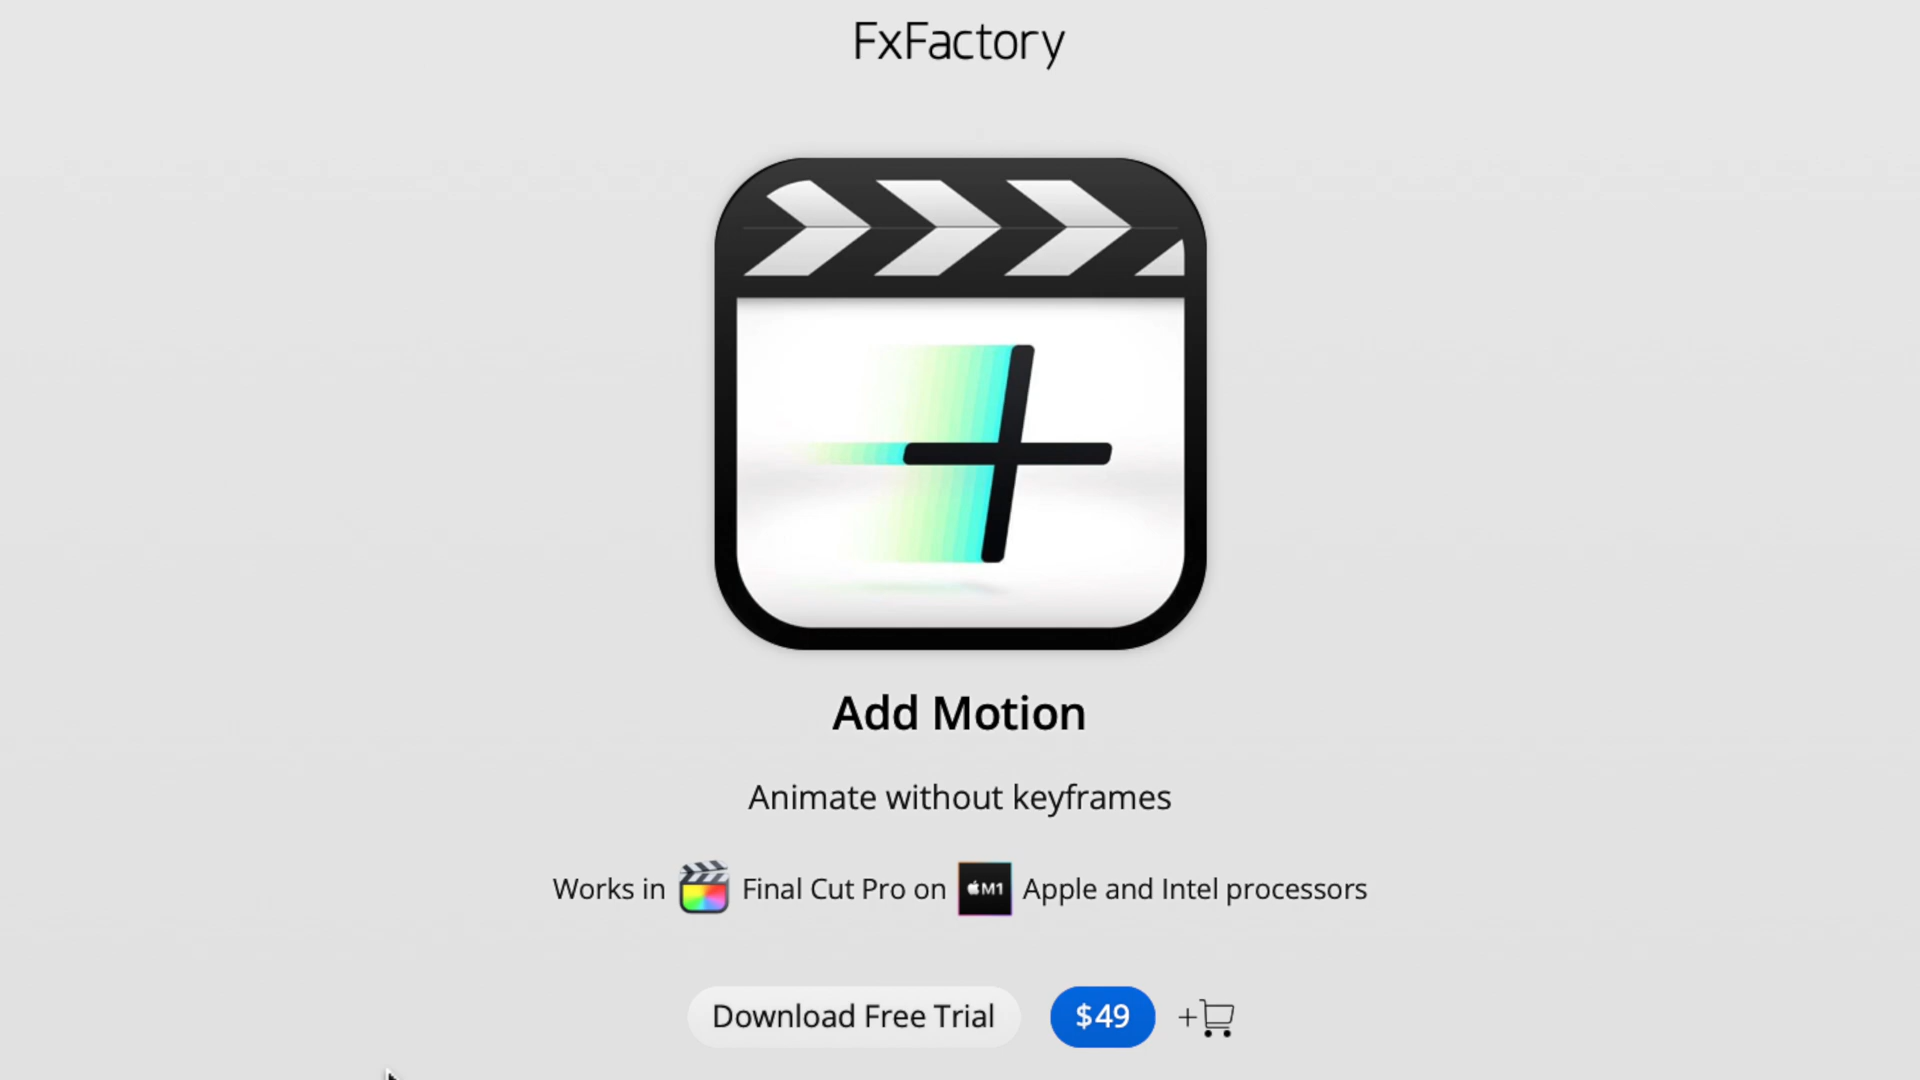 FxFactory
Add Motion
Animate without keyframes
Works in Final Cut Pro on M1 Apple and Intel processors
Download Free Trial $49 +